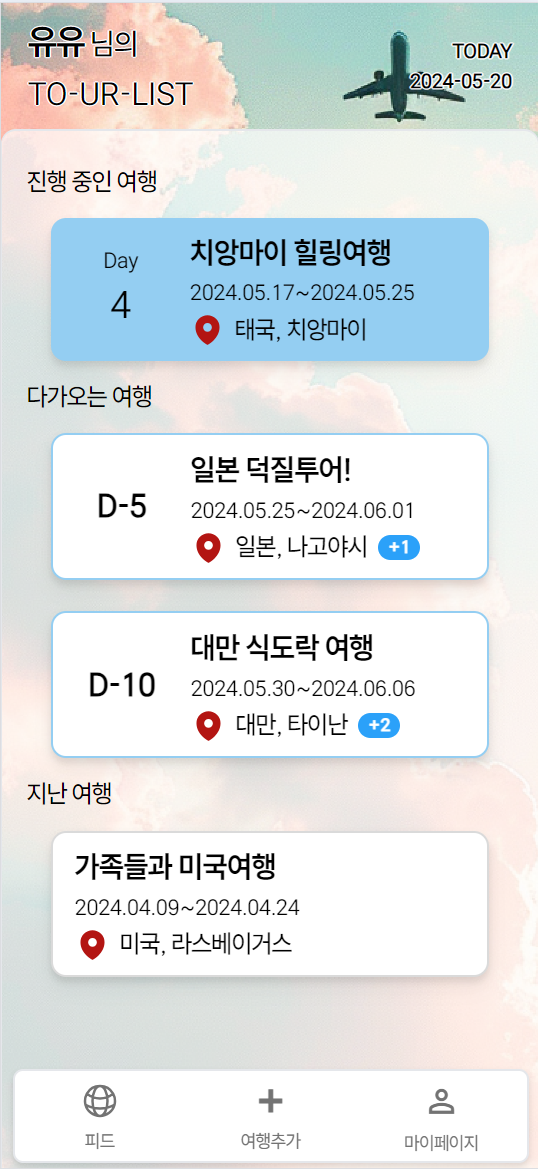 유유 님의
TO-UR-LIST
TODAY
2024-05-20
진행 중인 여행
Day
4
치앙마이 힐링여행
2024.05.17~2024.05.25
태국, 치앙마이
다가오는 여행
D-5
일본 덕질투어!
2024.05.25~2024.06.01
일본, 나고야시 +1
D-10
대만 식도락 여행
2024.05.30~2024.06.06
대만, 타이난 +2
지난 여행
가족들과 미국여행
2024.04.09~2024.04.24
미국, 라스베이거스
피드
여행추가
마이페이지